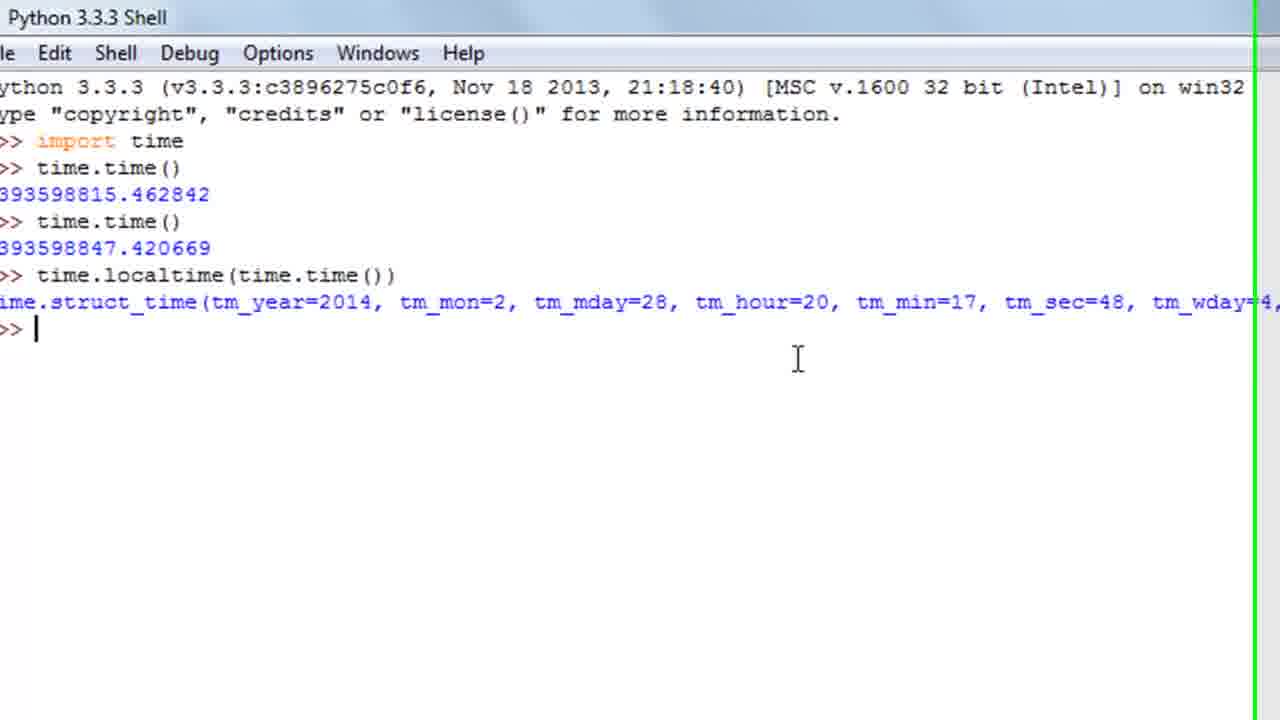 Python 3.3.3 Shell
le Edit Shell Debug Options Windows Help
ython 3.3.3 (v3.3.3:c3896275c0f6, Nov 18 2013, 21:18:40) [MSC v.1600 32 bit (Intel)] on win32
ype "copyright", "credits" or "license()" for more information.
>> import time
>> time.time()
393598815.462842
>> time.time()
393598847.420669
>> time.localtime(time.time())
ime.struct_time(tm_year=2014, tm_mon=2, tm_mday=28, tm_hour=20, tm_min=17, tm_sec=48, tm_wday=4,
>>